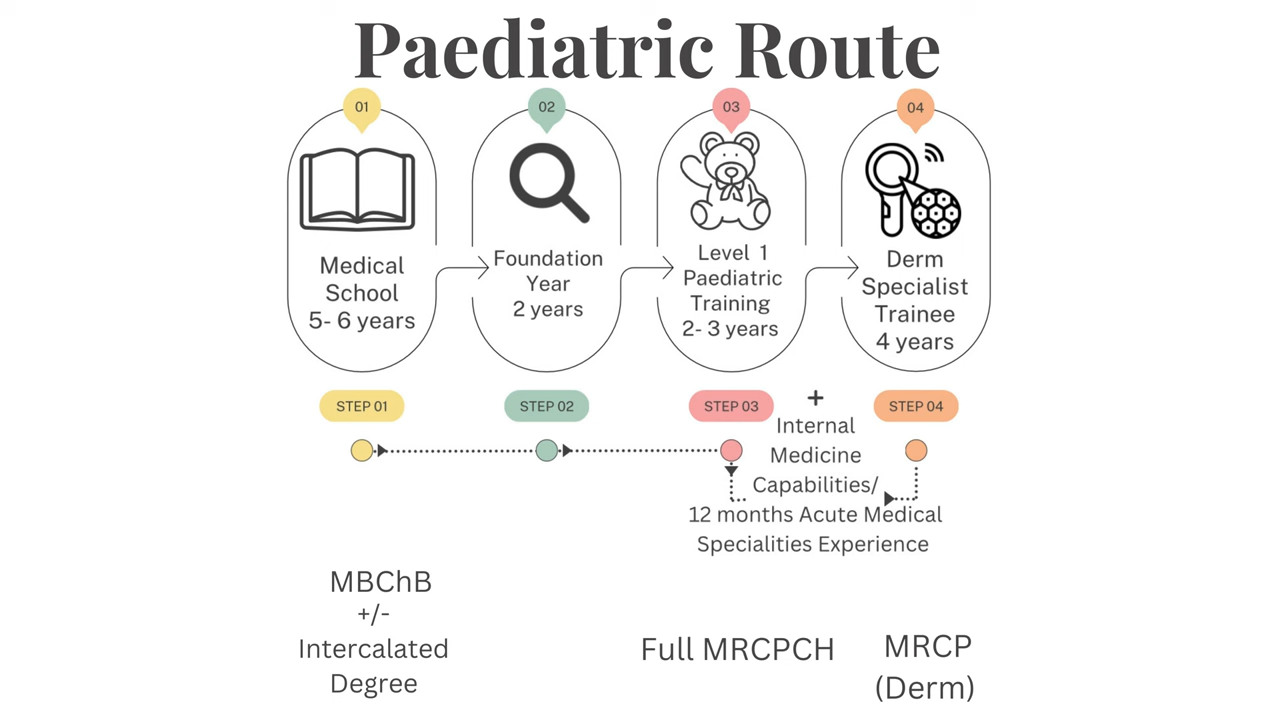 Paediatric Route
01
02
03
04
Medical
School
5- 6 years
Foundation
Year
2 years
Level 1
Paediatric
Training
2- 3 years
Derm
Specialist
Trainee
4 years
STEP 01
STEP 02
STEP 03
+
STEP 04
Internal
Medicine
Capabilities/
12 months Acute Medical
Specialities Experience
MBChB
+/-
Intercalated
Degree
Full MRCPCH
MRCP
(Derm)